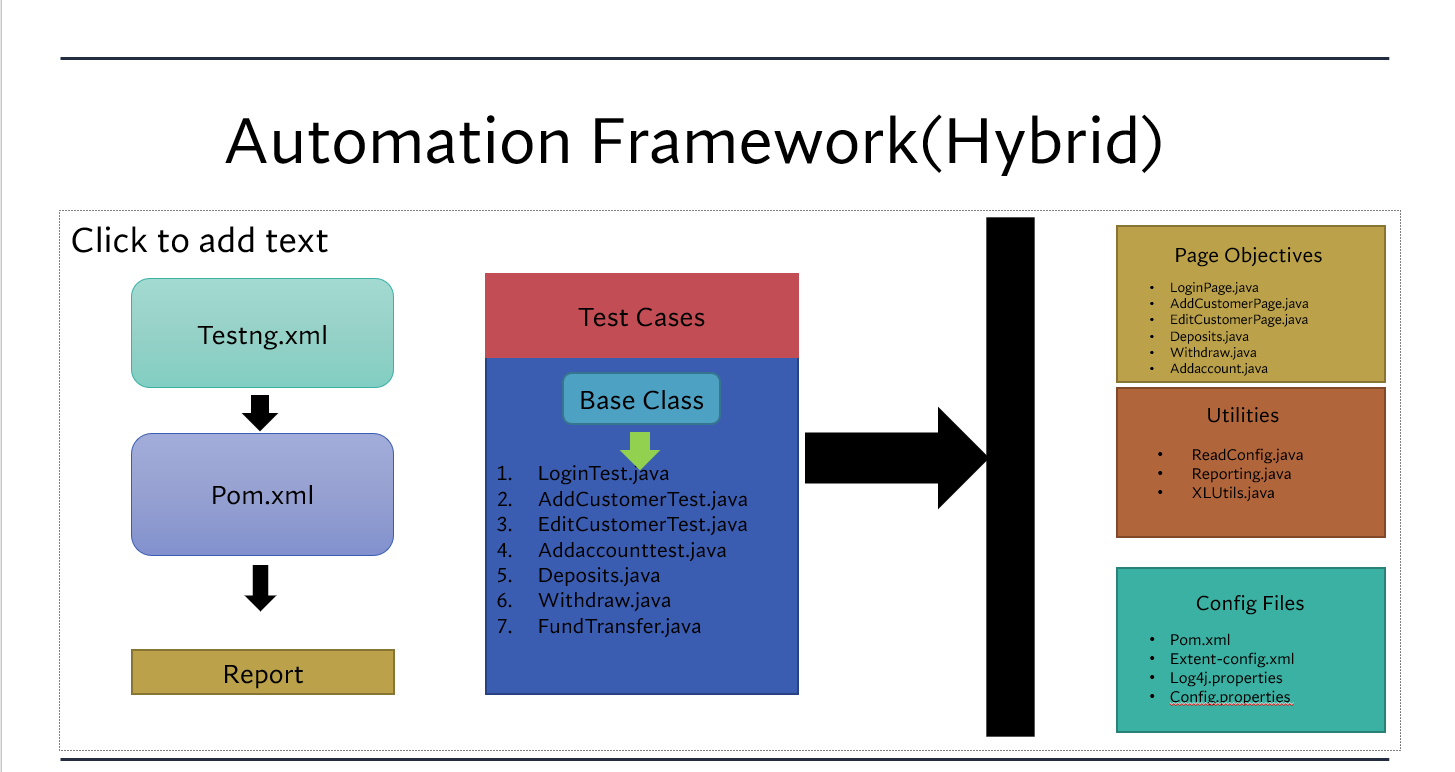 Automation Framework(Hybrid)
Click to add text
Testng.xml
Pom.xml
Report
Test Cases
Base Class
1. LoginTest.java
2. AddCustomerTest.java
3. EditCustomerTest.java
4. Addaccounttest.java
5. Deposits.java
6. Withdraw.java
7. FundTransfer.java
Page Objectives
• LoginPage.java
• AddCustomerPage.java
• EditCustomerPage.java
• Deposits.java
• Withdraw.java
• Addaccount.java
Utilities
• ReadConfig.java
• Reporting.java
• XLUtils.java
Config Files
• Pom.xml
• Extent-config.xml
• Log4j.properties
• Config.properties